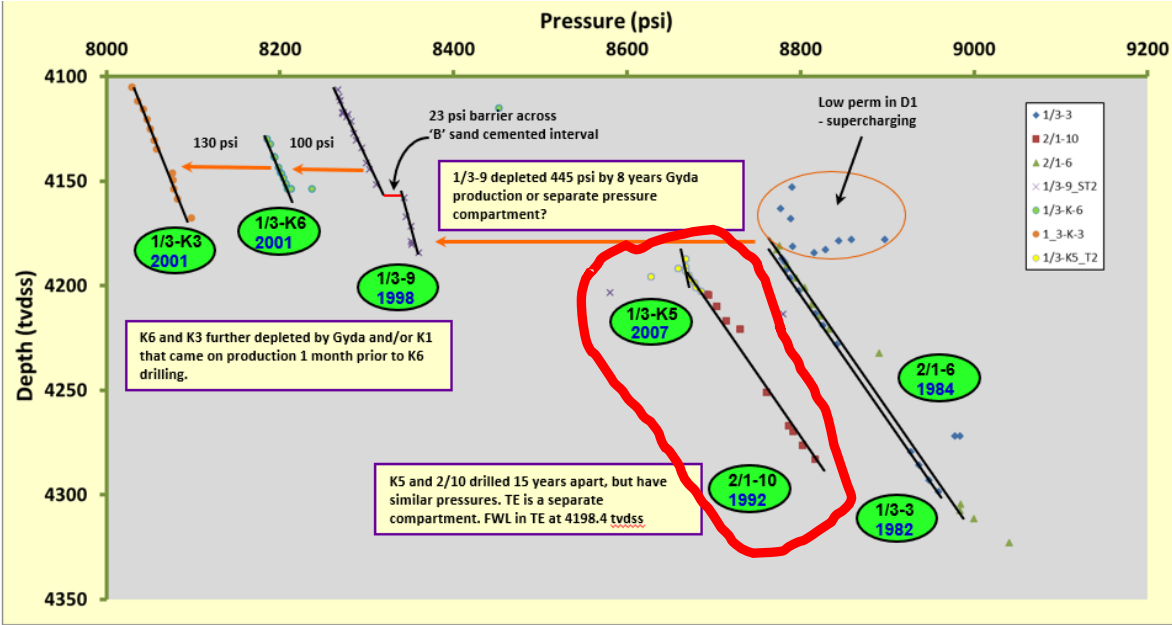 Pressure (psi)
8000 8200 8400 8600 8800 9000 9200
Depth (tvdss)
4100
4150
4200
4250
4300
4350
130 psi
100 psi
23 psi barrier across
‘B’ sand cemented interval
Low perm in D1
- supercharging
1/3-3
2/1-10
2/1-6
1/3-9_ST2
1/3-K-6
1_3-K-3
1/3-K5_T2
1/3-9 depleted 445 psi by 8 years Gyda
production or separate pressure
compartment?
1/3-K3
2001
1/3-K6
2001
1/3-9
1998
1/3-K5
2007
K6 and K3 further depleted by Gyda and/or K1
that came on production 1 month prior to K6
drilling.
2/1-6
1984
K5 and 2/10 drilled 15 years apart, but have
similar pressures. TE is a separate
compartment. FWL in TE at 4198.4 tvdss
2/1-10
1992
1/3-3
1982